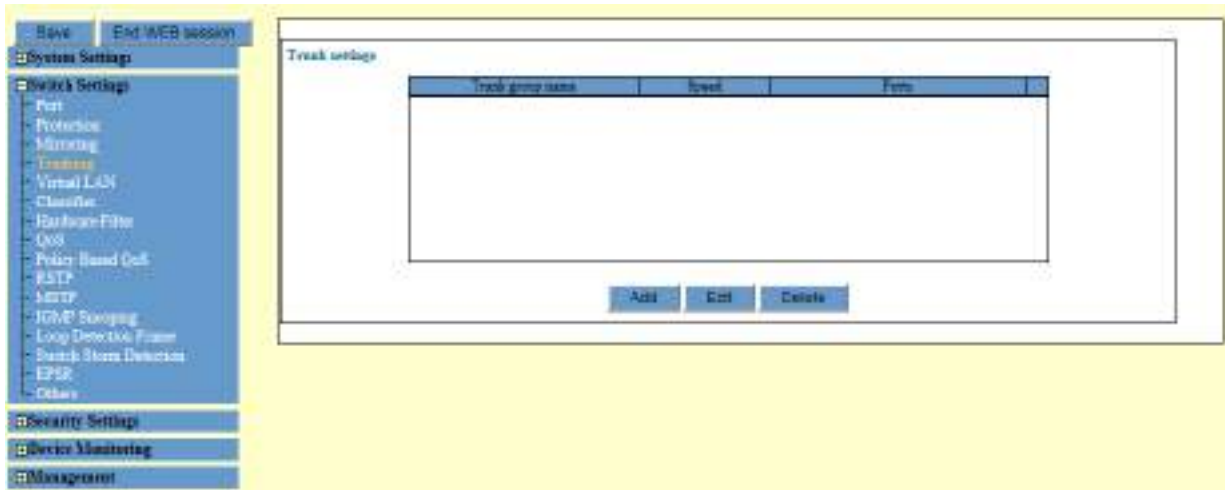 Save
End WEB session
System Settings
Switch Settings
Port
Protection
Mirroring
Trunking
Virtual LAN
Classifier
Hardware Filter
QoS
Policy Based QoS
RSTP
MSTP
IGMP Snooping
Loop Detection Frame
Switch Storm Detection
EPSR
Others
Security Settings
Device Monitoring
Management
Trunk settings
Trunk group name
Speed
Ports
Add
Edit
Delete